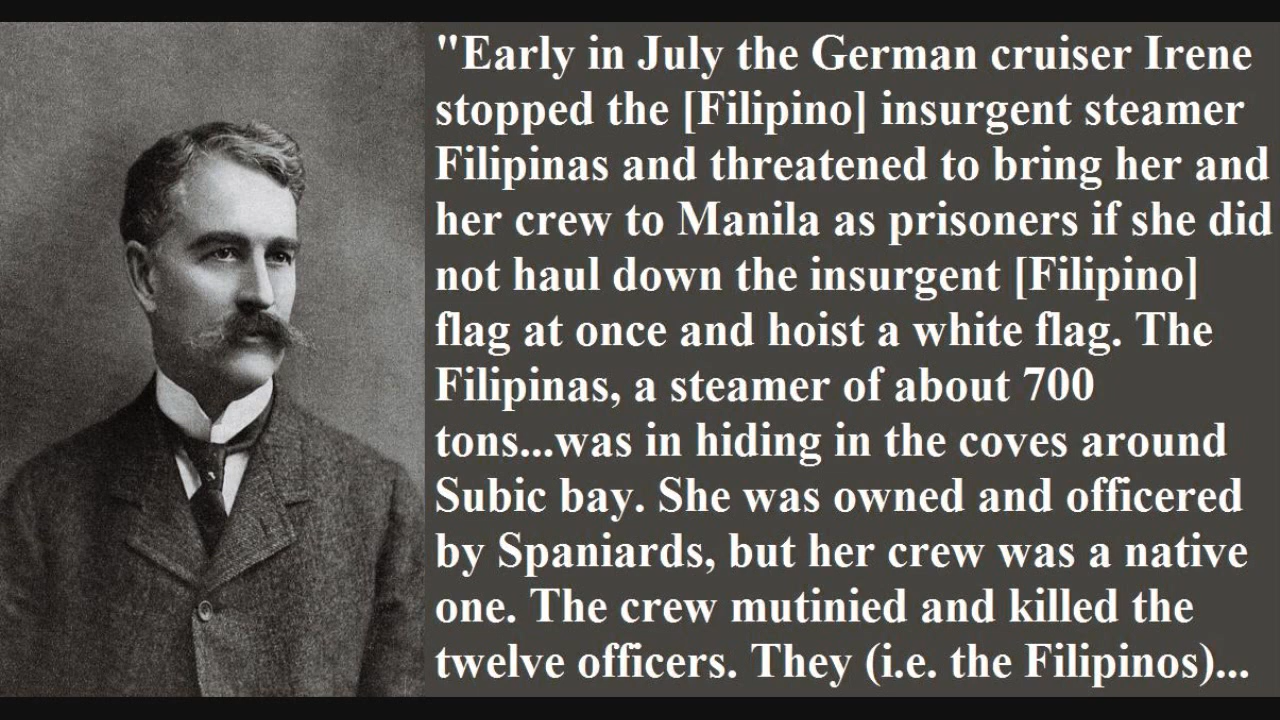 "Early in July the German cruiser Irene
stopped the [Filipino] insurgent steamer
Filipinas and threatened to bring her and
her crew to Manila as prisoners if she did
not haul down the insurgent [Filipino]
flag at once and hoist a white flag. The
Filipinas, a steamer of about 700
tons...was in hiding in the coves around
Subic bay. She was owned and officered
by Spaniards, but her crew was a native
one. The crew mutinied and killed the
twelve officers. They (i.e. the Filipinos)...